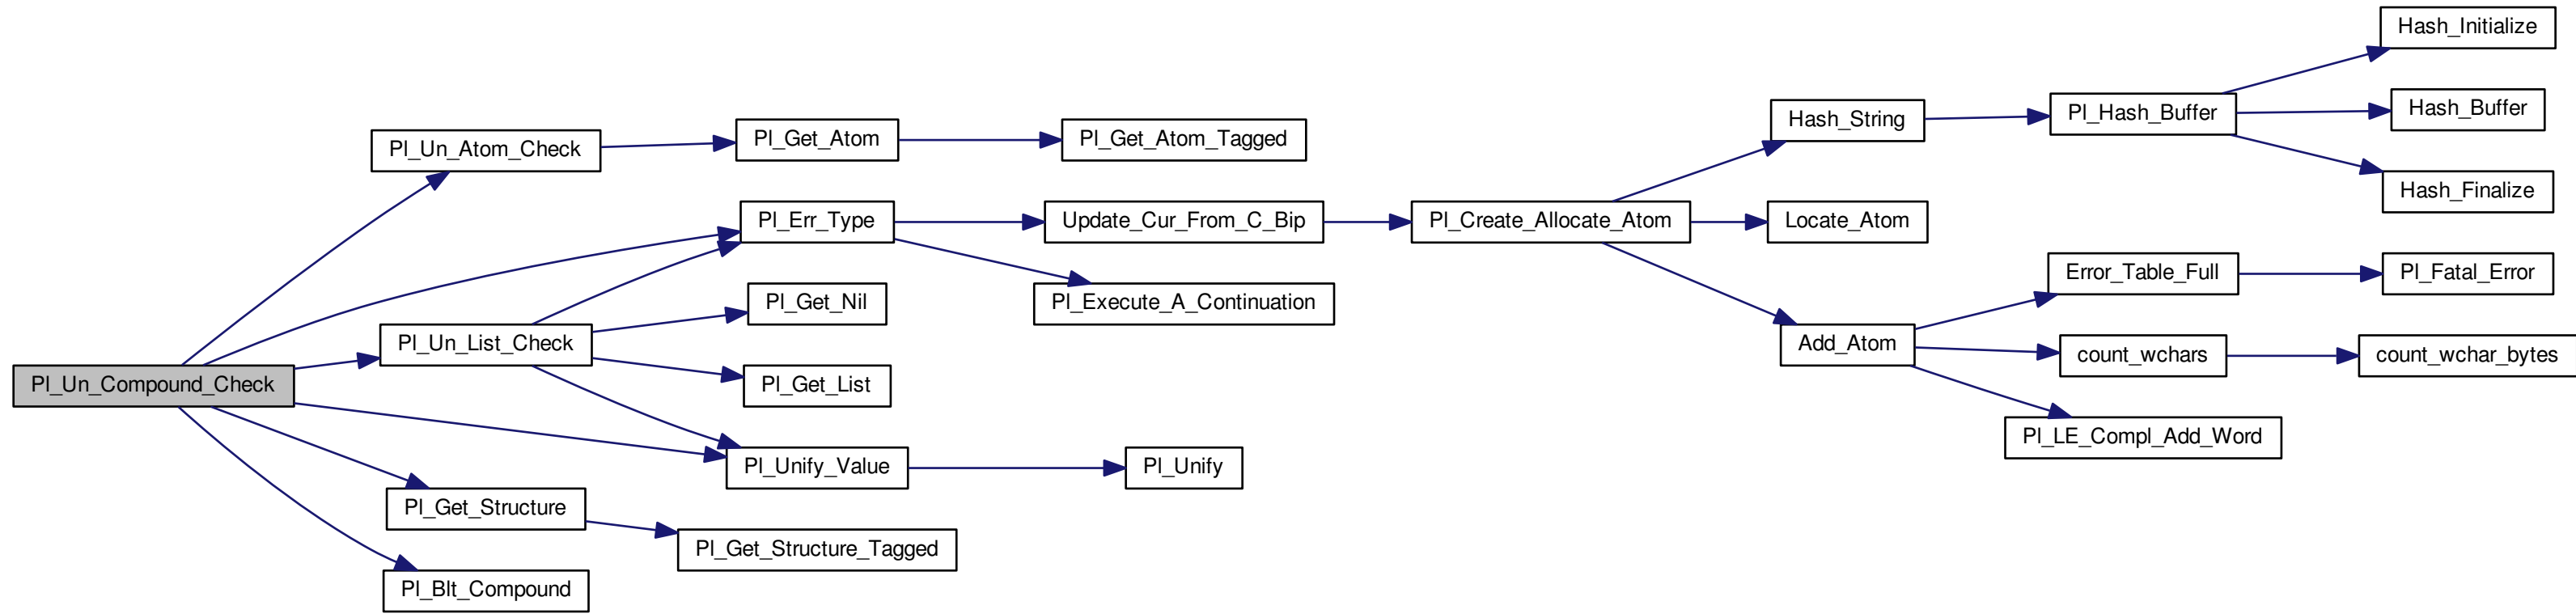 Pl_Un_Compound_Check
Pl_Un_Atom_Check
Pl_Get_Atom
Pl_Get_Atom_Tagged
Pl_Err_Type
Update_Cur_From_C_Bip
Pl_Create_Allocate_Atom
Hash_String
Pl_Hash_Buffer
Hash_Initialize
Hash_Buffer
Hash_Finalize
Locate_Atom
Add_Atom
Error_Table_Full
Pl_Fatal_Error
count_wchars
count_wchar_bytes
Pl_LE_Compl_Add_Word
Pl_Execute_A_Continuation
Pl_Un_List_Check
Pl_Get_Nil
Pl_Get_List
Pl_Unify_Value
Pl_Unify
Pl_Get_Structure
Pl_Get_Structure_Tagged
Pl_Blt_Compound